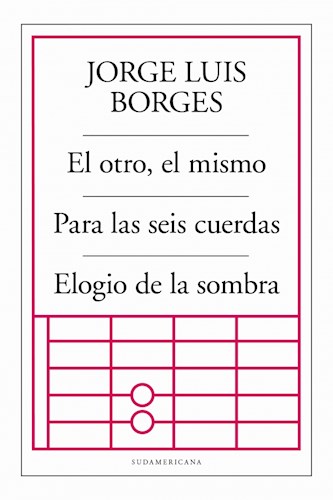 JORGE LUIS
BORGES
El otro, el mismo
Para las seis cuerdas
Elogio de la sombra
SUDAMERICANA